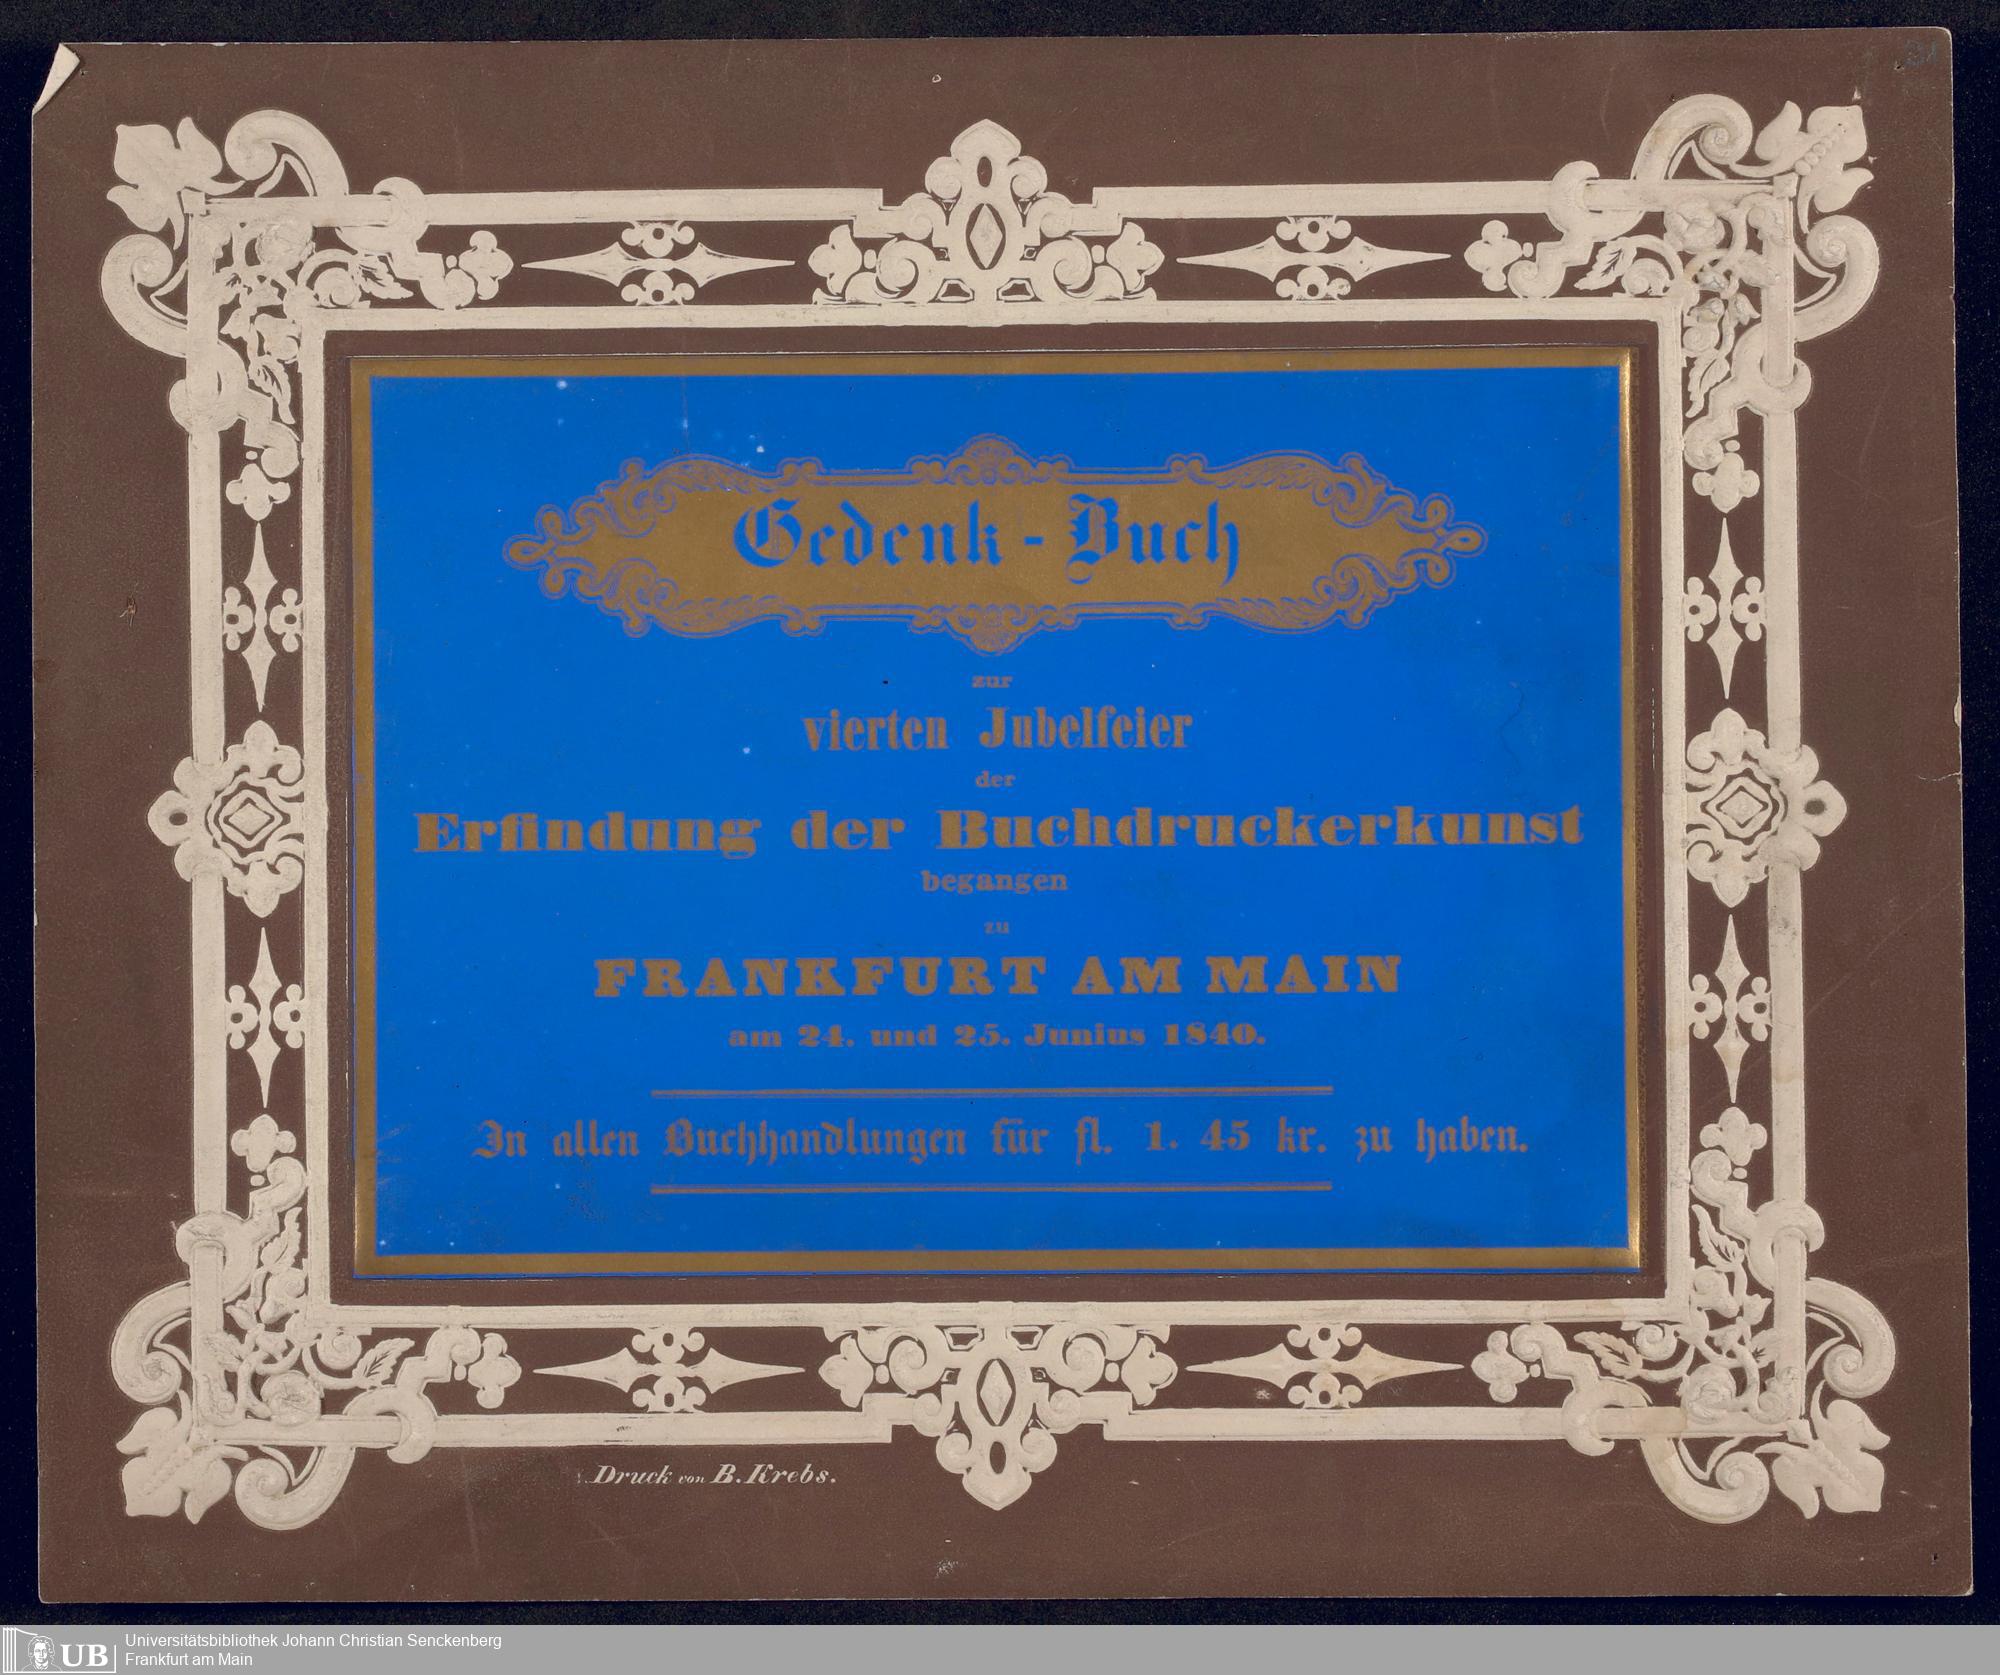 Gedenk-Buch
zur
vierten Jubelfeier
der
Erfindung der Buchdruckerkunst
begangen
zu
FRANKFURT AM MAIN
am 24. und 25. Junius 1840.
In allen Buchhandlungen für fl. 1. 45 kr. zu haben.
Druck von B. Krebs.
UB
Universitätsbibliothek Johann Christian Senckenberg
Frankfurt am Main